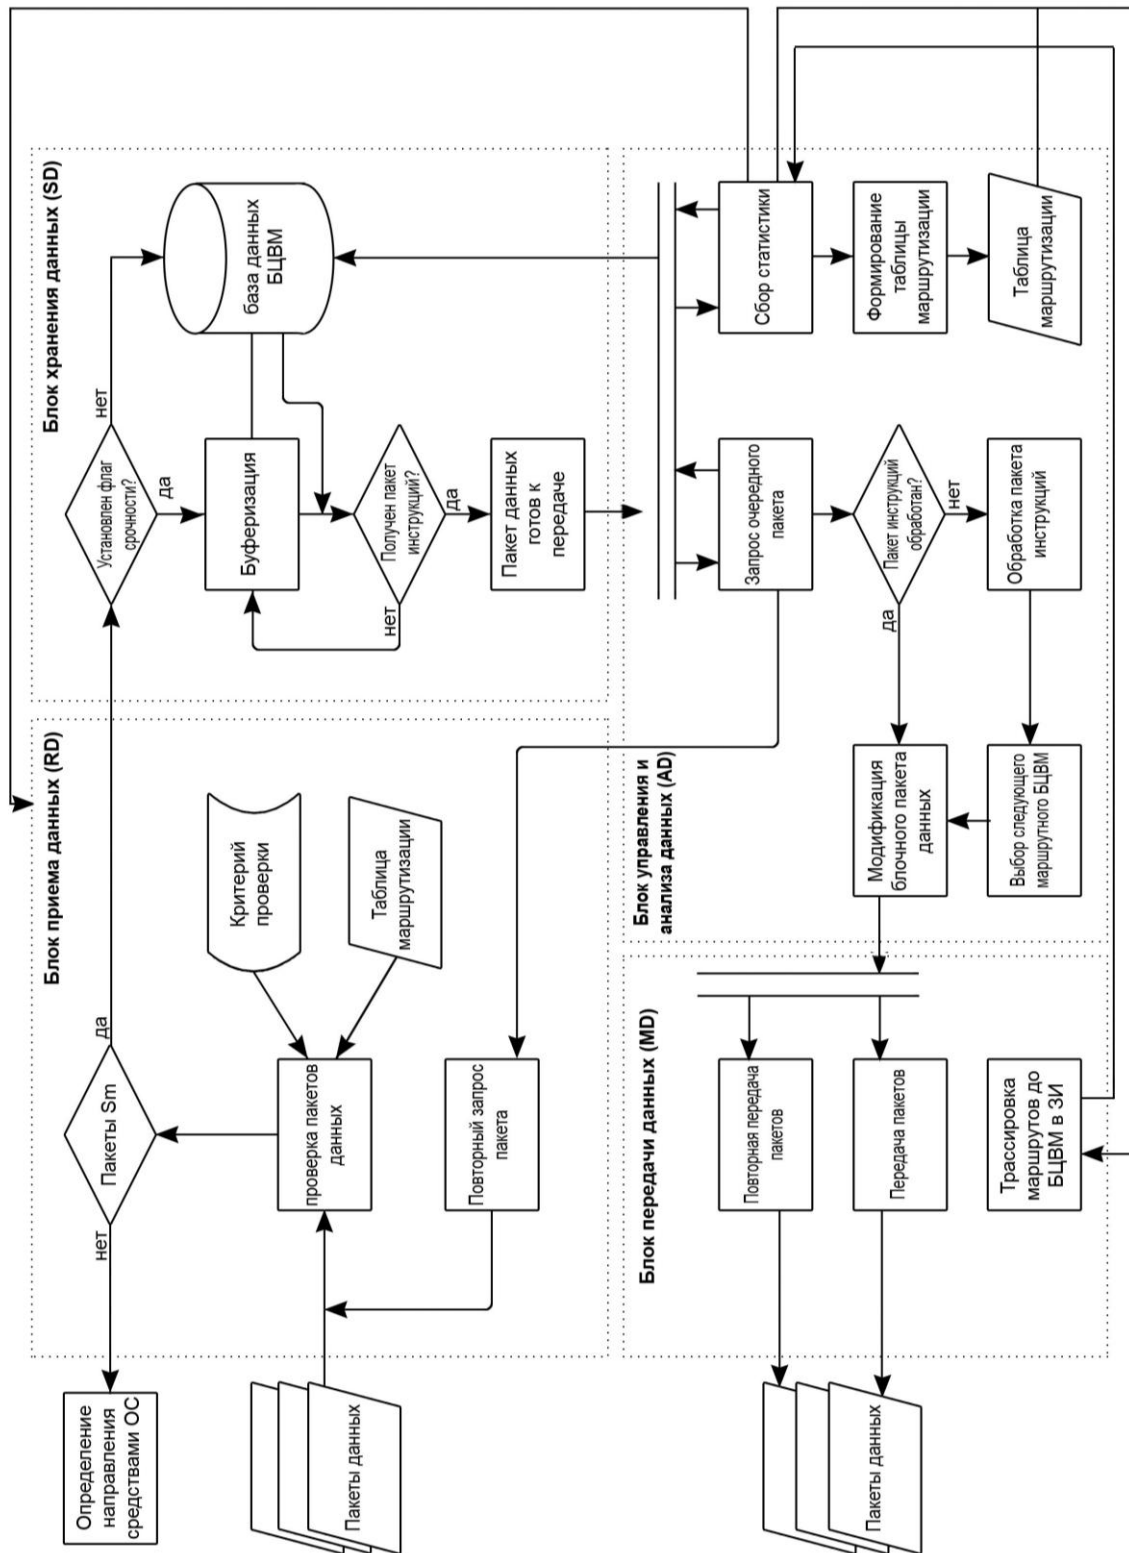 Блок приема данных (RD)
Определение
направления
средствами ОС
нет
Пакеты Sm
да
Пакеты данных
проверка пакетов
данных
Критерий
проверки
Таблица
маршрутизации
Повторный запрос
пакета
Блок хранения данных (SD)
Установлен флаг
срочности?
нет
да
база данных
БЦВМ
Буферизация
Получен пакет
инструкций?
нет
да
Пакет данных
готов к
передаче
Блок передачи данных (MD)
Повторная передача
пакетов
Передача пакетов
Пакеты данных
Трассировка
маршрутов до
БЦВМ в ЗИ
Блок управления и
анализа данных (AD)
Запрос очередного
пакета
Сбор статистики
Пакет инструкций
обработан?
да
нет
Формирование
таблицы
маршрутизации
Модификация
блочного пакета
данных
Обработка пакета
инструкций
Таблица
маршрутизации
Выбор следующего
маршрутного БЦВМ